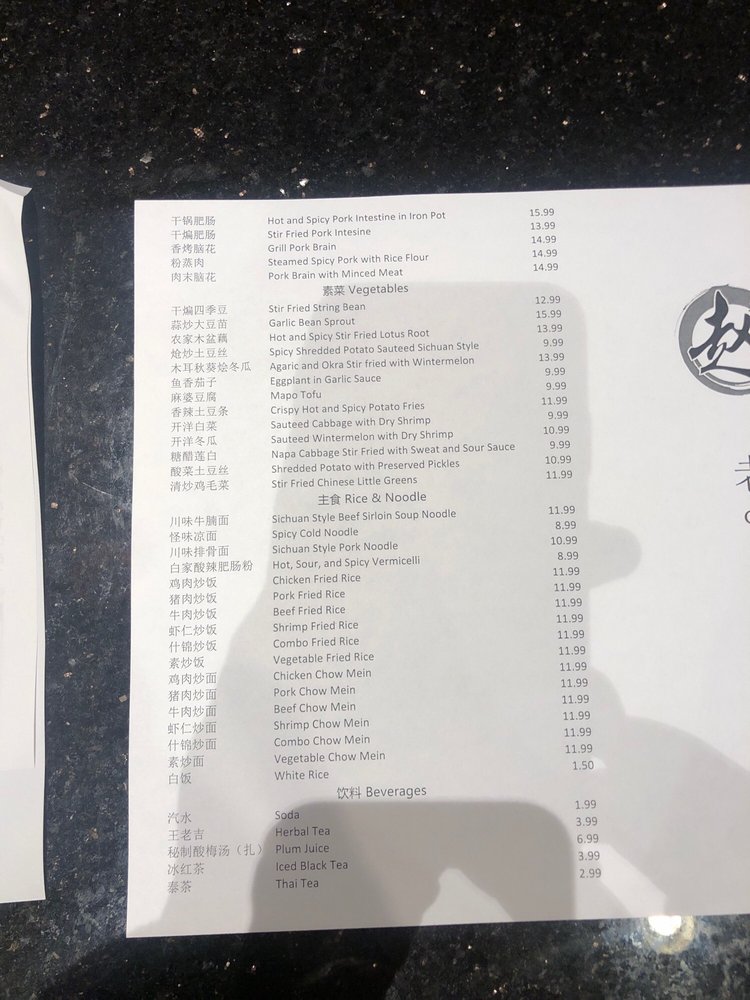 干锅肥肠 Hot and Spicy Pork Intestine in Iron Pot 15.99
干煸肥肠 Stir Fried Pork Intesine 13.99
香烤脑花 Grill Pork Brain 14.99
粉蒸肉 Steamed Spicy Pork with Rice Flour 14.99
肉末脑花 Pork Brain with Minced Meat 14.99
素菜 Vegetables
干煸四季豆 Stir Fried String Bean 12.99
蒜炒大豆苗 Garlic Bean Sprout 15.99
农家木盆藕 Hot and Spicy Stir Fried Lotus Root 13.99
炝炒土豆丝 Spicy Shredded Potato Sauteed Sichuan Style 9.99
木耳秋葵烩冬瓜 Agaric and Okra Stir fried with Wintermelon 13.99
鱼香茄子 Eggplant in Garlic Sauce 9.99
麻婆豆腐 Mapo Tofu 9.99
香辣土豆条 Crispy Hot and Spicy Potato Fries 11.99
开洋白菜 Sauteed Cabbage with Dry Shrimp 9.99
开洋冬瓜 Sauteed Wintermelon with Dry Shrimp 10.99
糖醋莲白 Napa Cabbage Stir Fried with Sweat and Sour Sauce 9.99
酸菜土豆丝 Shredded Potato with Preserved Pickles 10.99
清炒鸡毛菜 Stir Fried Chinese Little Greens 11.99
主食 Rice & Noodle
川味牛腩面 Sichuan Style Beef Sirloin Soup Noodle 11.99
怪味凉面 Spicy Cold Noodle 8.99
川味排骨面 Sichuan Style Pork Noodle 10.99
白家酸辣肥肠粉 Hot, Sour, and Spicy Vermicelli 8.99
鸡肉炒饭 Chicken Fried Rice 11.99
猪肉炒饭 Pork Fried Rice 11.99
牛肉炒饭 Beef Fried Rice 11.99
虾仁炒饭 Shrimp Fried Rice 11.99
什锦炒饭 Combo Fried Rice 11.99
素炒饭 Vegetable Fried Rice 11.99
鸡肉炒面 Chicken Chow Mein 11.99
猪肉炒面 Pork Chow Mein 11.99
牛肉炒面 Beef Chow Mein 11.99
虾仁炒面 Shrimp Chow Mein 11.99
什锦炒面 Combo Chow Mein 11.99
素炒面 Vegetable Chow Mein 11.99
白饭 White Rice 1.50
饮料 Beverages
汽水 Soda 1.99
王老吉 Herbal Tea 3.99
秘制酸梅汤（扎） Plum Juice 6.99
冰红茶 Iced Black Tea 3.99
泰茶 Thai Tea 2.99
赵